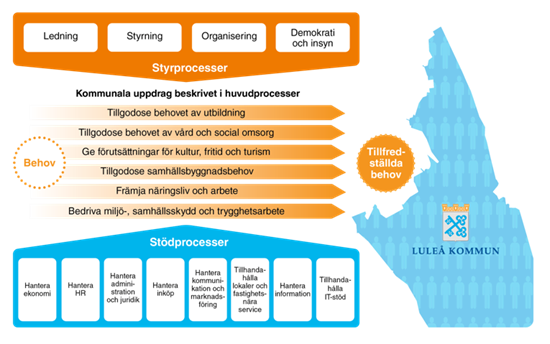 Ledning
Styrning
Organisering
Demokrati
och insyn
Styrprocesser
Kommunala uppdrag beskrivet i huvudprocesser
Tillgodose behovet av utbildning
Tillgodose behovet av vård och social omsorg
Ge förutsättningar för kultur, fritid och turism
Tillgodose samhällsbyggnadsbehov
Främja näringsliv och arbete
Bedriva miljö-, samhällsskydd och trygghetsarbete
Behov
Tillfred-
ställda
behov
LULEÅ KOMMUN
Stödprocesser
Hantera
ekonomi
Hantera
HR
Hantera
admini-
stration
och juridik
Hantera
inköp
Hantera
kommuni-
kation och
marknads-
föring
Tillhanda-
hålla
lokaler och
fastighets-
nära
service
Hantera
information
Tillhanda-
hålla
IT-stöd